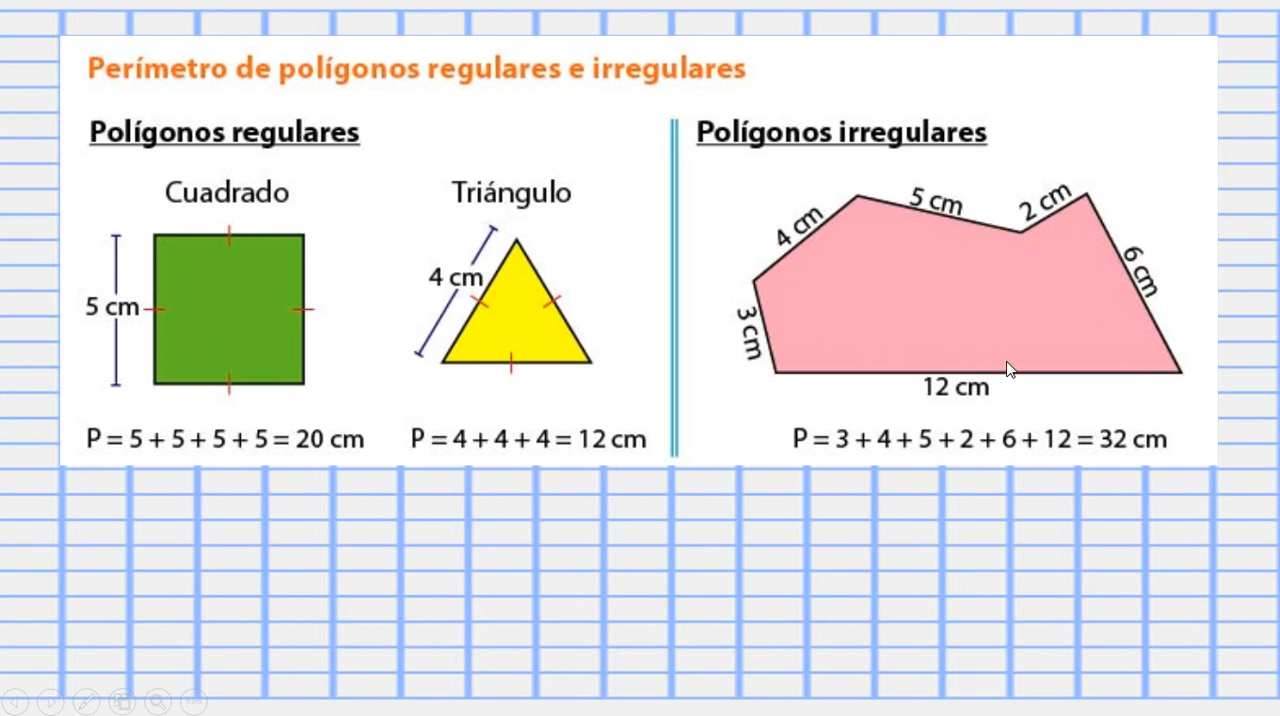 Perímetro de polígonos regulares e irregulares
Polígonos regulares
Cuadrado
Triángulo
5 cm
4 cm
P = 5 + 5 + 5 + 5 = 20 cm
P = 4 + 4 + 4 = 12 cm
Polígonos irregulares
4 cm
5 cm
2 cm
6 cm
3 cm
12 cm
P = 3 + 4 + 5 + 2 + 6 + 12 = 32 cm